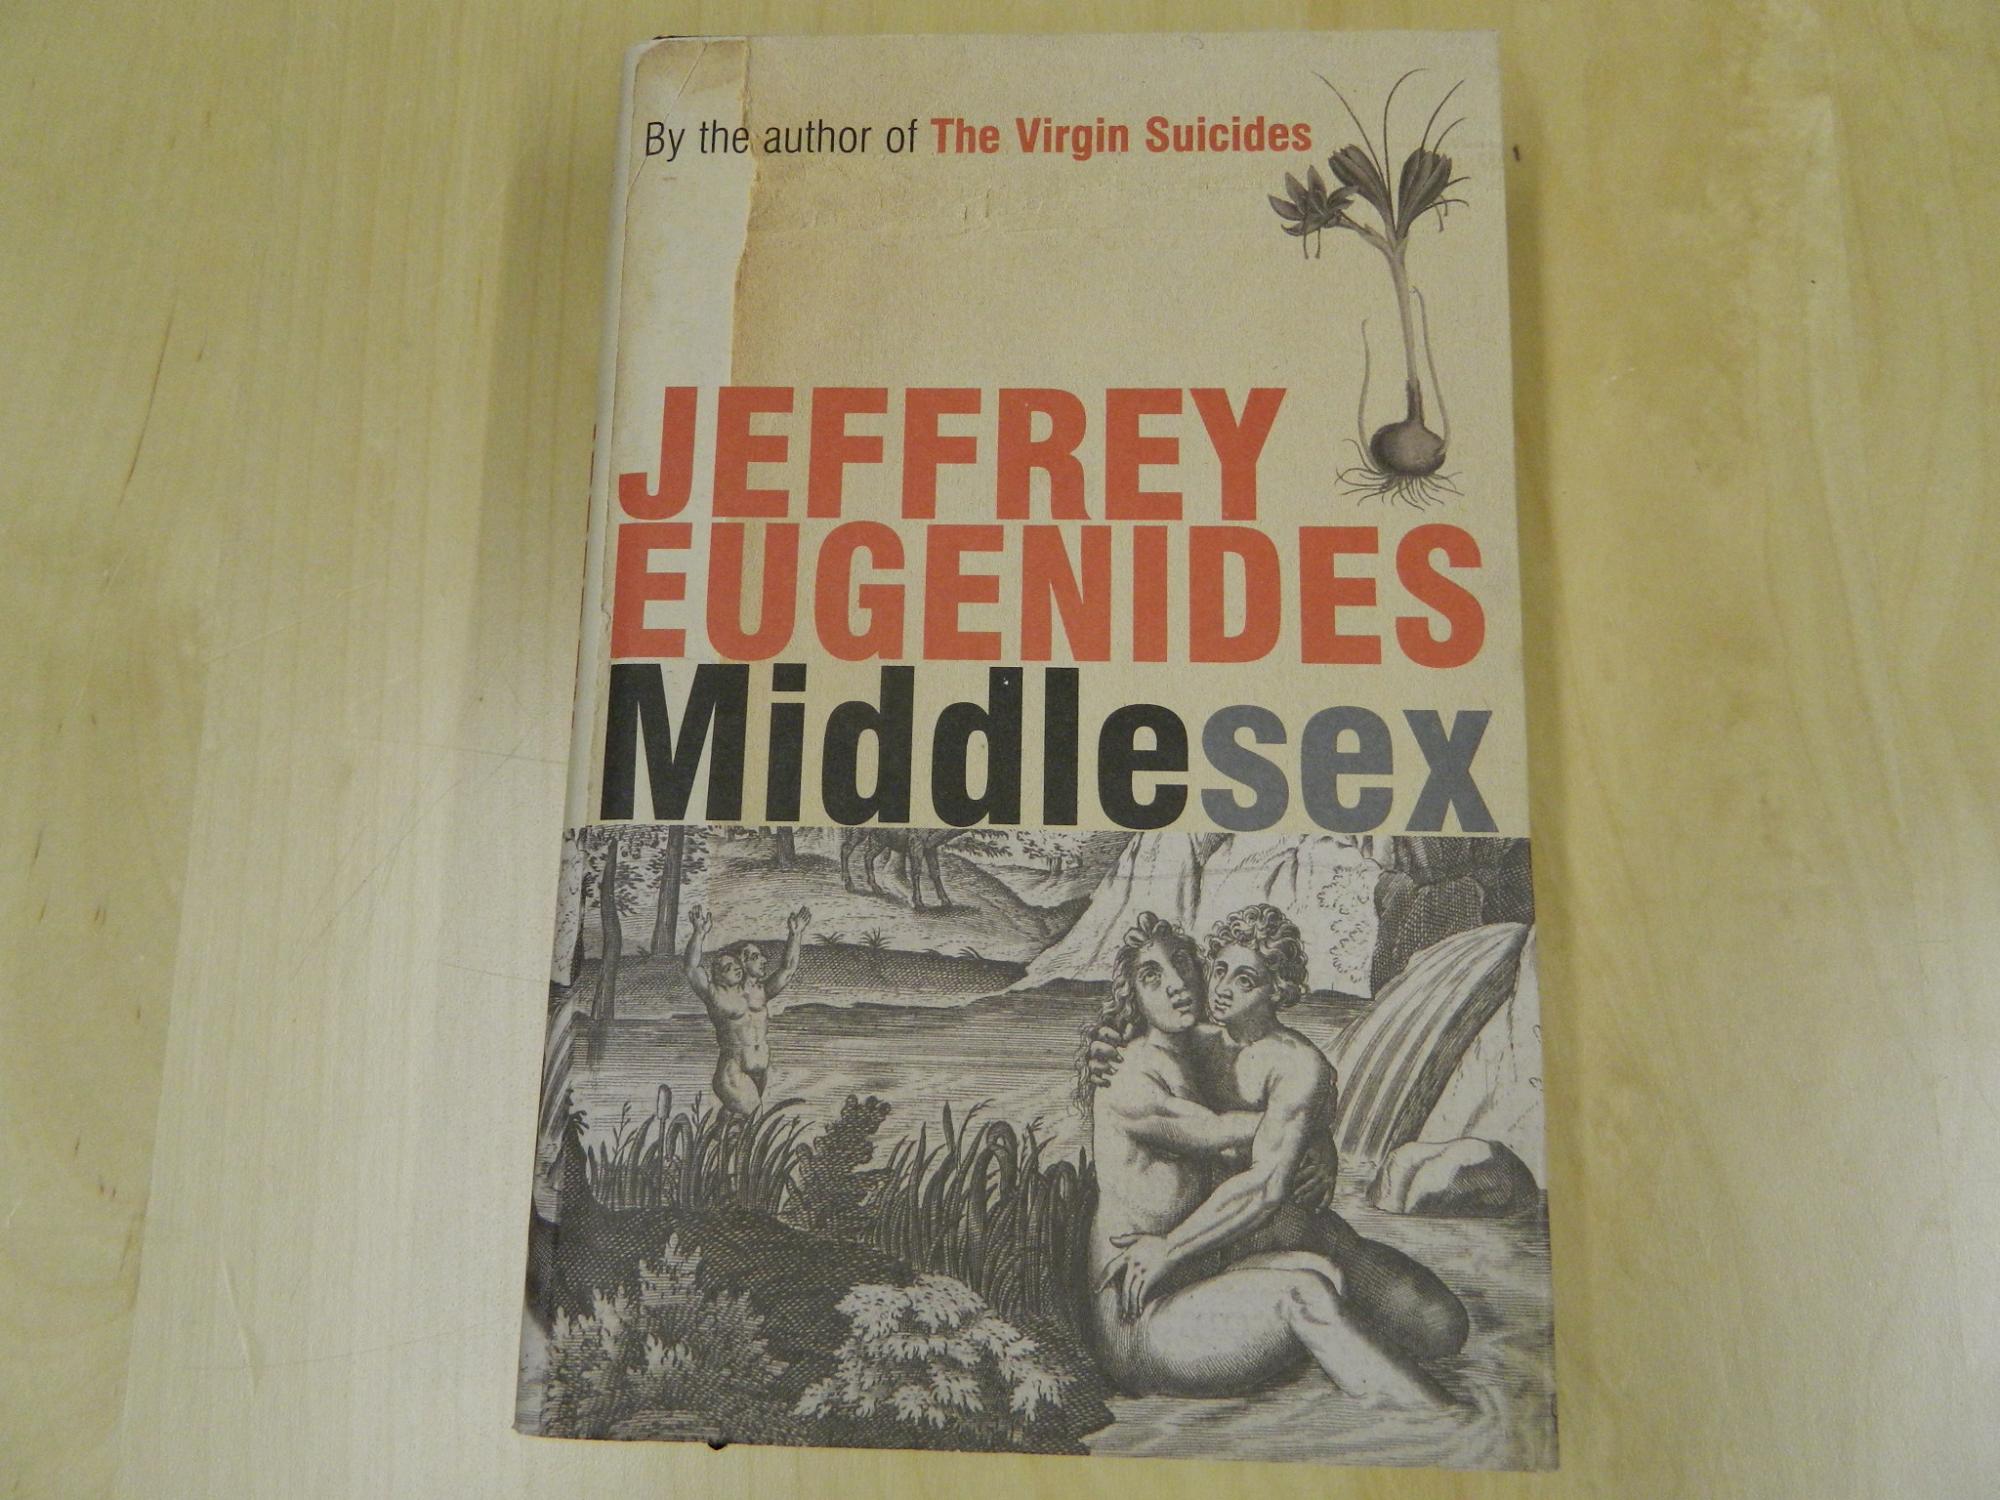 By the author of The Virgin Suicides
JEFFREY
EUGENIDES
Middlesex